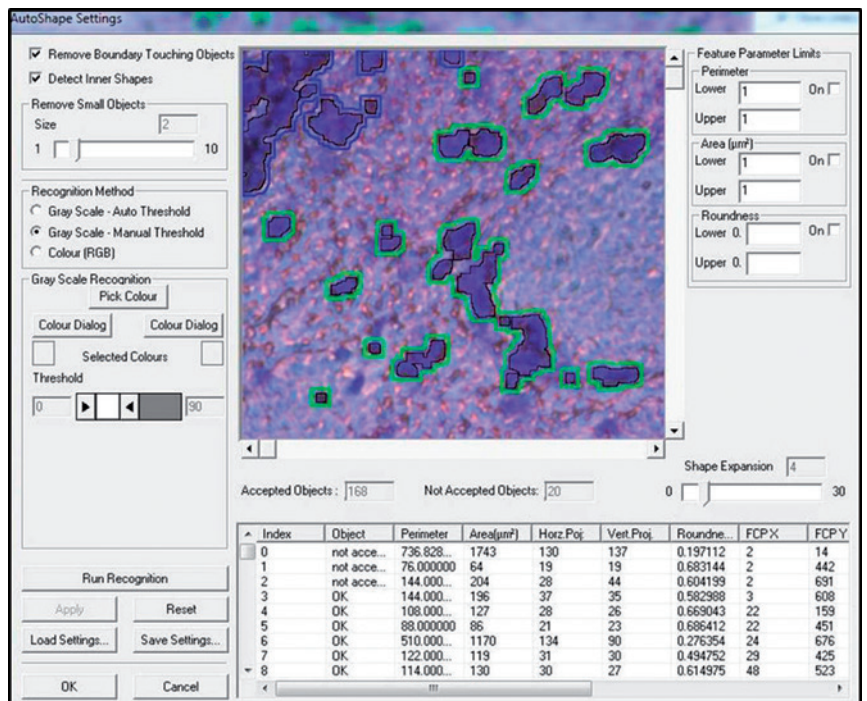 AutoShape Settings
Remove Boundary Touching Objects
Detect Inner Shapes
Remove Small Objects
Size 2
1 10
Recognition Method
Gray Scale - Auto Threshold
Gray Scale - Manual Threshold
Colour (RGB)
Gray Scale Recognition
Pick Colour
Colour Dialog Colour Dialog
Selected Colours
Threshold
0 90
Run Recognition
Apply Reset
Load Settings... Save Settings...
OK Cancel
Feature Parameter Limits
Perimeter
Lower 1 On
Upper 1
Area (µm²)
Lower 1 On
Upper 1
Roundness
Lower 0. On
Upper 0.
Shape Expansion 4
0 30
Accepted Objects : 168 Not Accepted Objects: 20
Index Object Perimeter Area(µm²) Horz.Poj. Vert.Proj. Roundne... FCP X FCP Y
0 not acce... 736.828... 1743 130 137 0.197112 2 14
1 not acce... 76.000000 64 19 19 0.683144 2 442
2 not acce... 144.000... 204 28 44 0.604199 2 691
3 OK 144.000... 196 37 35 0.582988 3 608
4 OK 108.000... 127 28 26 0.669043 22 159
5 OK 88.000000 86 21 23 0.686412 22 451
6 OK 510.000... 1170 134 90 0.276354 24 676
7 OK 122.000... 119 31 30 0.494752 29 425
8 OK 114.000... 130 30 27 0.614975 48 523